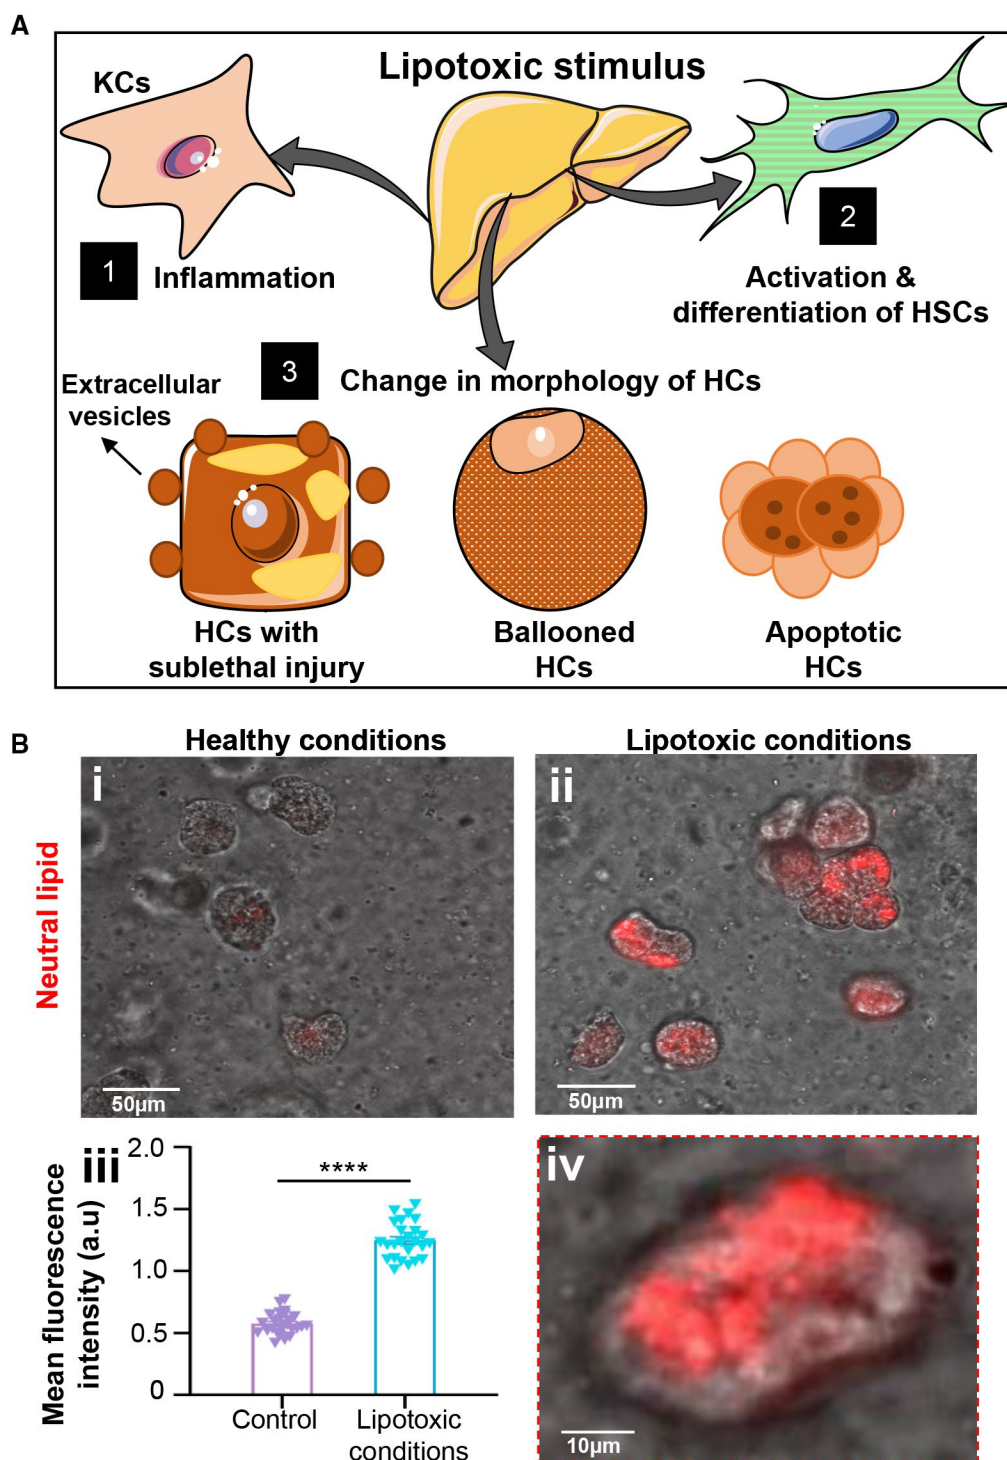 A
Lipotoxic stimulus
KCs
1
Inflammation
2
Activation &
differentiation of HSCs
3
Change in morphology of HCs
Extracellular
vesicles
HCs with
sublethal injury
Ballooned
HCs
Apoptotic
HCs
B
Healthy conditions
Lipotoxic conditions
Neutral lipid
i
50µm
ii
50µm
iii
Mean fluorescence
intensity (a.u)
2.0
1.5
1.0
0.5
0
****
Control
Lipotoxic
conditions
iv
10µm